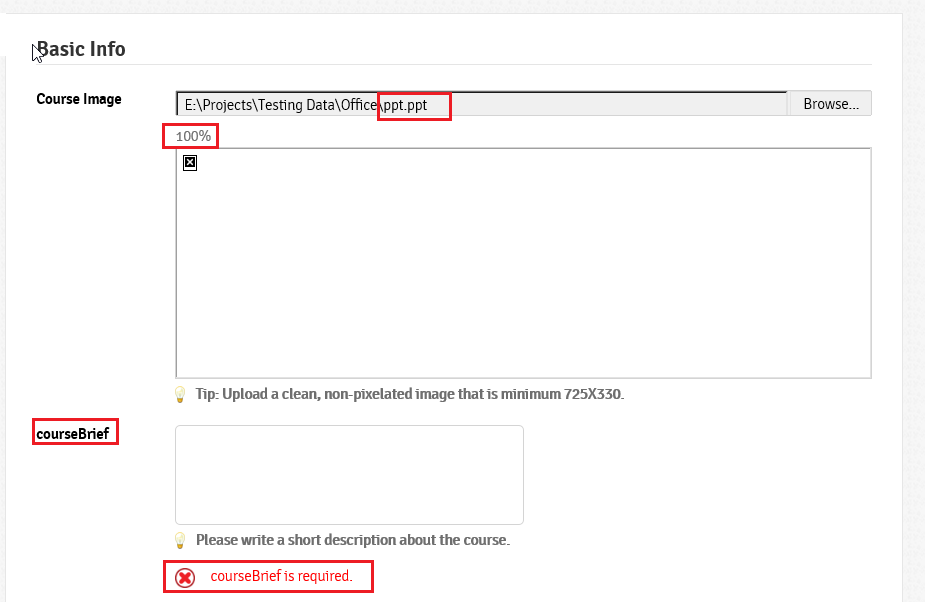 Basic Info
Course Image
E:\Projects\Testing Data\Office\ppt.ppt
Browse...
100%
Tip: Upload a clean, non-pixelated image that is minimum 725X330.
courseBrief
Please write a short description about the course.
courseBrief is required.